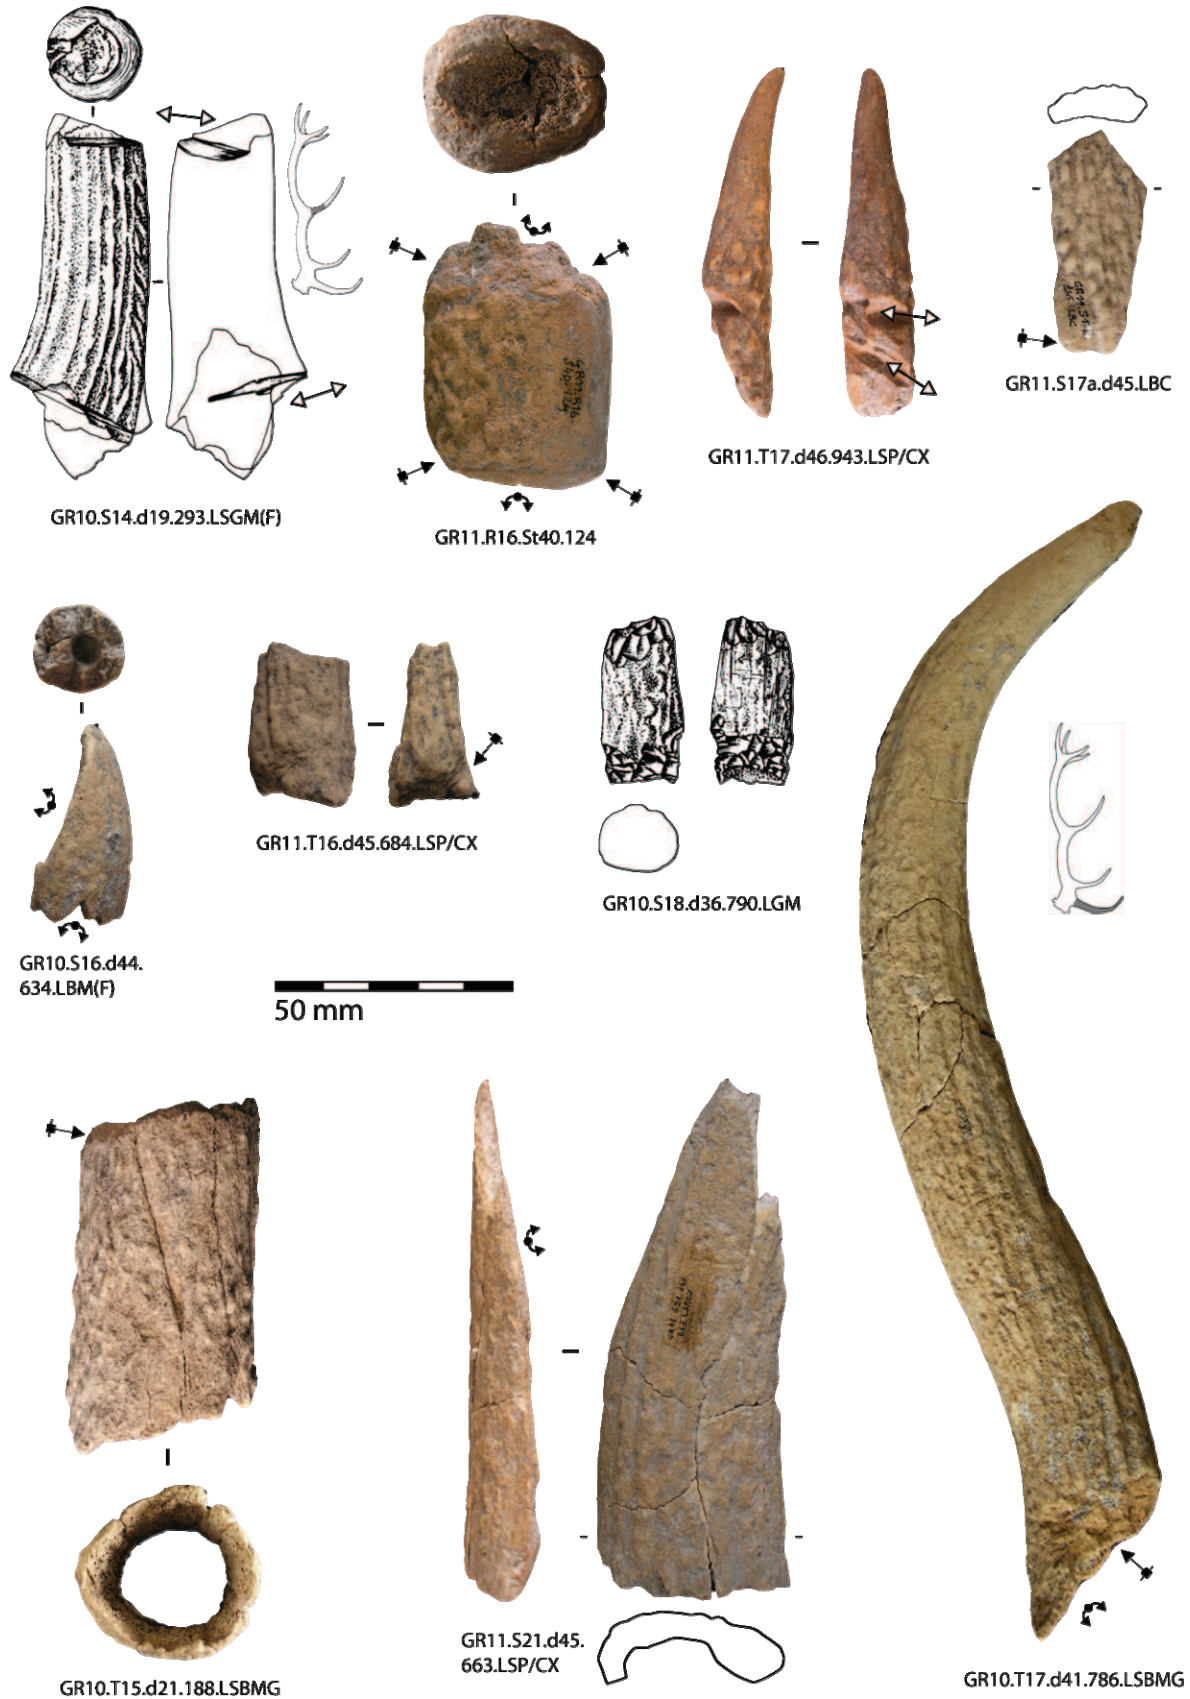 GR10.S14.d19.293.LSGM(F)
GR11.R16.St40.124
GR11.T17.d46.943.LSP/CX
GR11.S17a.d45.LBC
GR10.S16.d44.
634.LBM(F)
GR11.T16.d45.684.LSP/CX
GR10.S18.d36.790.LGM
50 mm
GR10.T15.d21.188.LSBMG
GR11.S21.d45.
663.LSP/CX
GR10.T17.d41.786.LSBMG